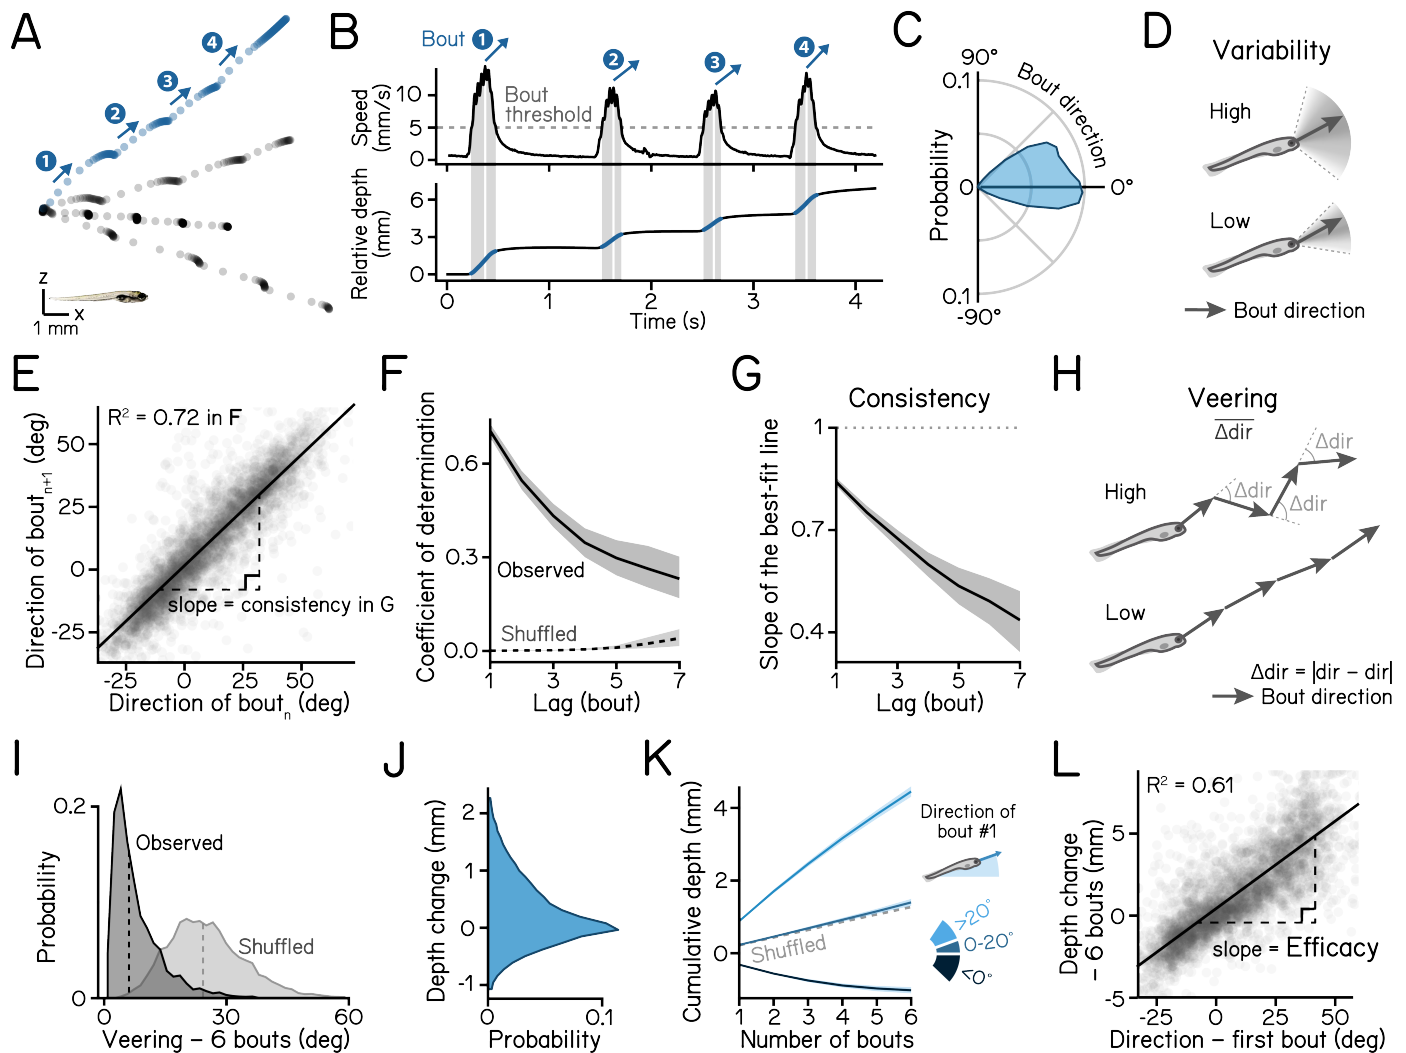 A
1
2
3
4
z
x
1 mm
B
Bout 1
2
3
4
Speed
(mm/s)
10
5
0
Bout
threshold
Relative depth
(mm)
6
3
0
0 1 2 3 4
Time (s)
C
90°
0.1
Bout direction
Probability
0
0°
0.1
-90°
D
Variability
High
Low
Bout direction
E
R² = 0.72 in F
Direction of bout n+1 (deg)
50
25
0
-25
slope = consistency in G
-25 0 25 50
Direction of bout n (deg)
F
Coefficient of determination
0.6
0.3
0.0
Observed
Shuffled
1 3 5 7
Lag (bout)
G
Consistency
Slope of the best-fit line
1
0.7
0.4
1 3 5 7
Lag (bout)
H
Veering
Δdir
High
Δdir
Δdir
Δdir
Low
Δdir = |dir – dir|
Bout direction
I
Probability
0.2
0
Observed
Shuffled
0 30 60
Veering – 6 bouts (deg)
J
Depth change (mm)
2
1
0
-1
0 0.1
Probability
K
Cumulative depth (mm)
4
2
0
Shuffled
1 2 3 4 5 6
Number of bouts
Direction of
bout #1
>20°
0-20°
<0°
L
R² = 0.61
Depth change
– 6 bouts (mm)
5
0
-5
slope = Efficacy
-25 0 25 50
Direction – first bout (deg)